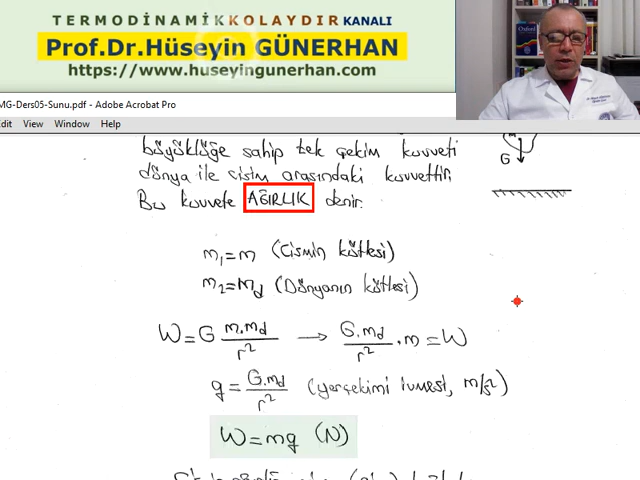 TERMODİNAMİKKOLAYDIR KANALI
Prof.Dr.Hüseyin GÜNERHAN
https://www.huseyingunerhan.com
MG-Ders05-Sunu.pdf - Adobe Acrobat Pro
Edit View Window Help
büyüklüğe sahip tek çekim kuvveti
dünya ile cisim arasındaki kuvvettir.
Bu kuvvete AĞIRLIK denir.
G
m₁=m (Cismin kütlesi)
m₂=Md (Dünyanın kütlesi)
W=G m.md/r² → G.md/r² .m=W
g= G.md/r² (yerçekimi ivmesi, m/s²)
W=mg (N)